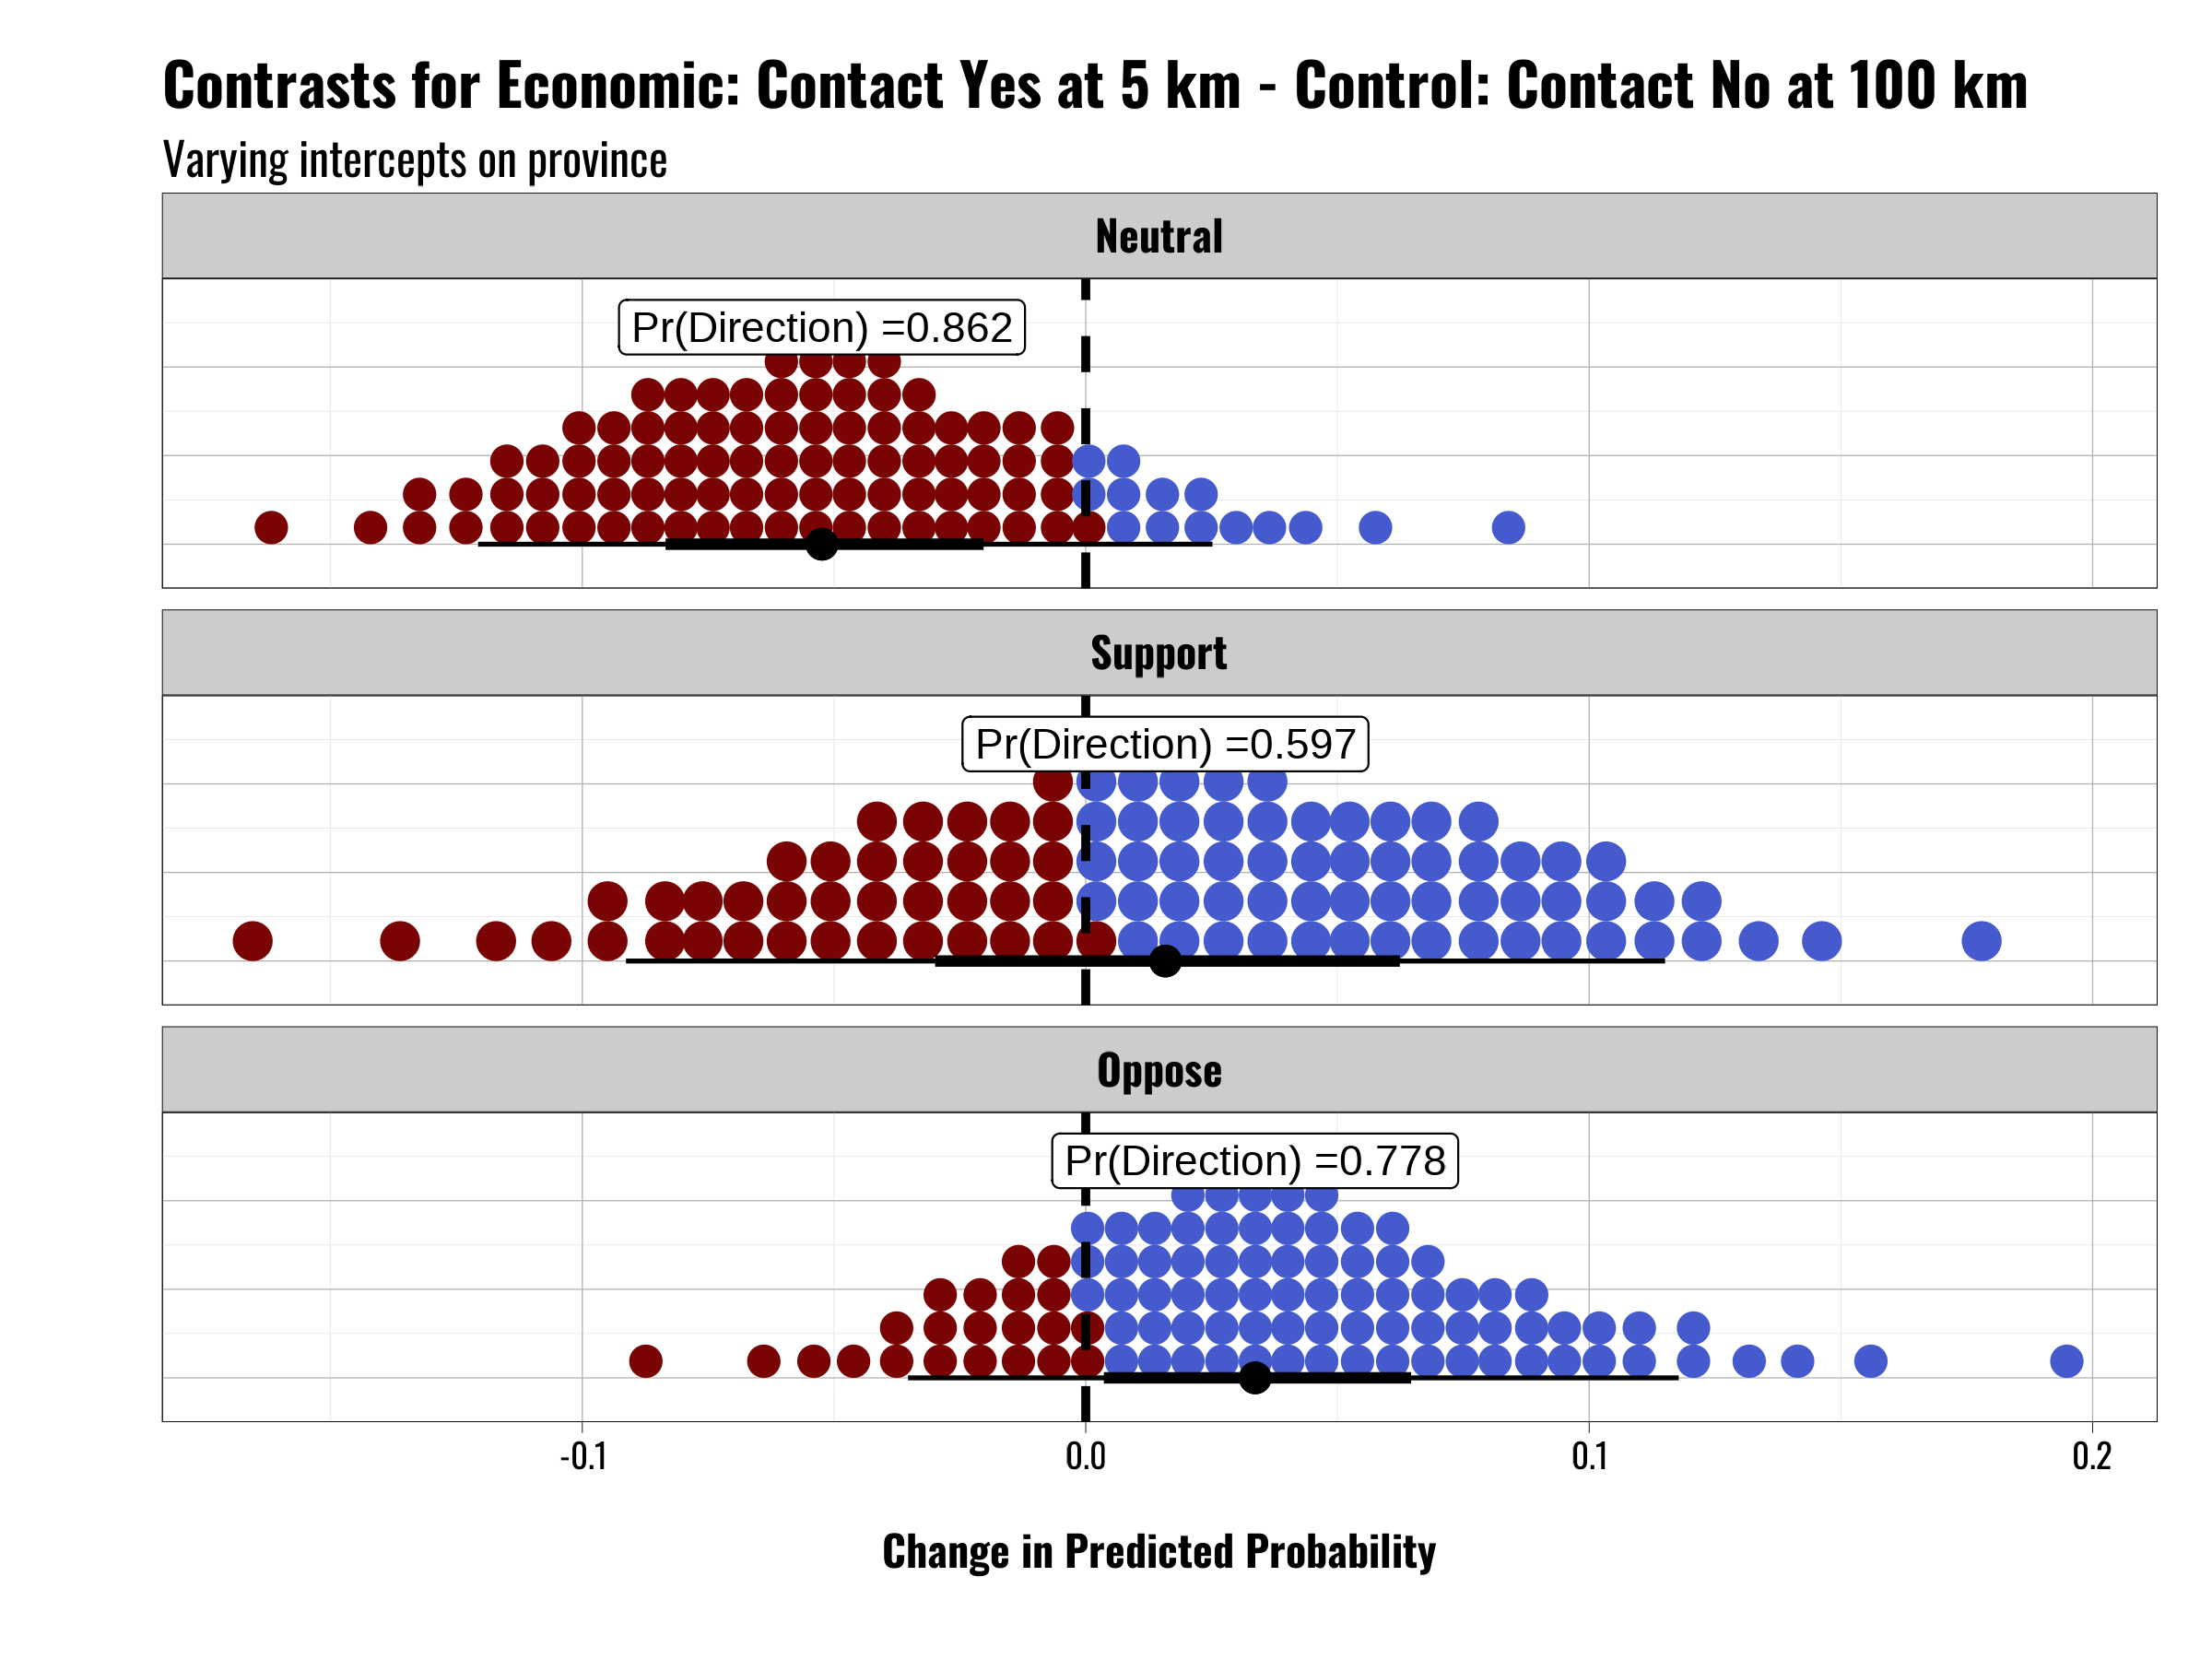 Contrasts for Economic: Contact Yes at 5 km - Control: Contact No at 100 km
Varying intercepts on province
Neutral
Pr(Direction) =0.862
Support
Pr(Direction) =0.597
Oppose
Pr(Direction) =0.778
-0.1 0.0 0.1 0.2
Change in Predicted Probability